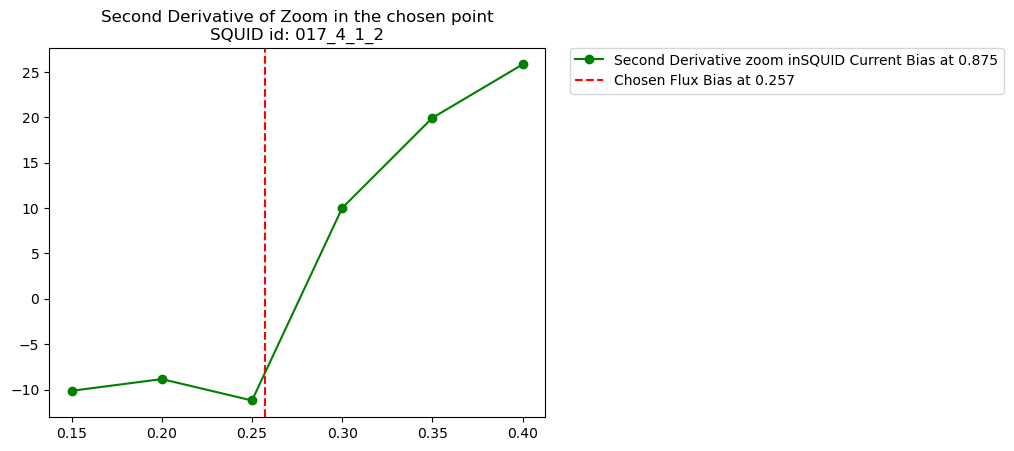 Second Derivative of Zoom in the chosen point
SQUID id: 017_4_1_2
Second Derivative zoom inSQUID Current Bias at 0.875
Chosen Flux Bias at 0.257
25
20
15
10
5
0
−5
−10
0.15 0.20 0.25 0.30 0.35 0.40